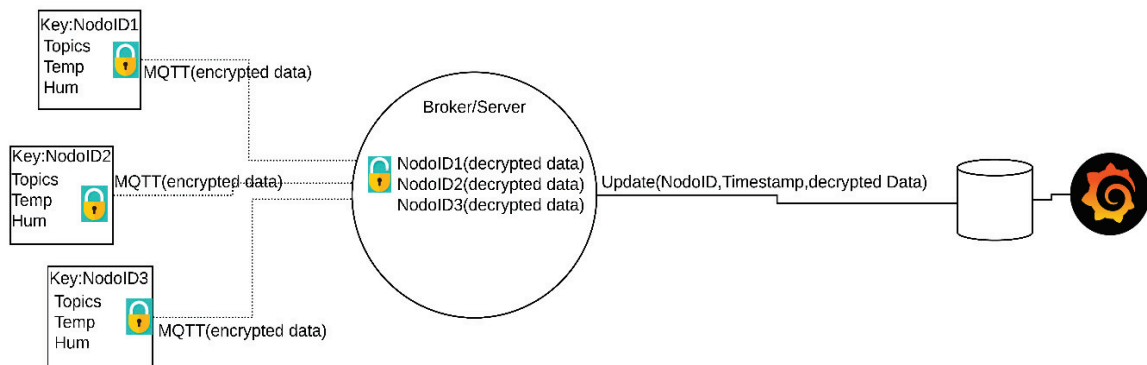 Key:NodoID1
Topics
Temp
Hum
MQTT(encrypted data)
Key:NodoID2
Topics
Temp
Hum
MQTT(encrypted data)
Key:NodoID3
Topics
Temp
Hum
MQTT(encrypted data)
Broker/Server
NodoID1(decrypted data)
NodoID2(decrypted data)
NodoID3(decrypted data)
Update(NodoID,Timestamp,decrypted Data)